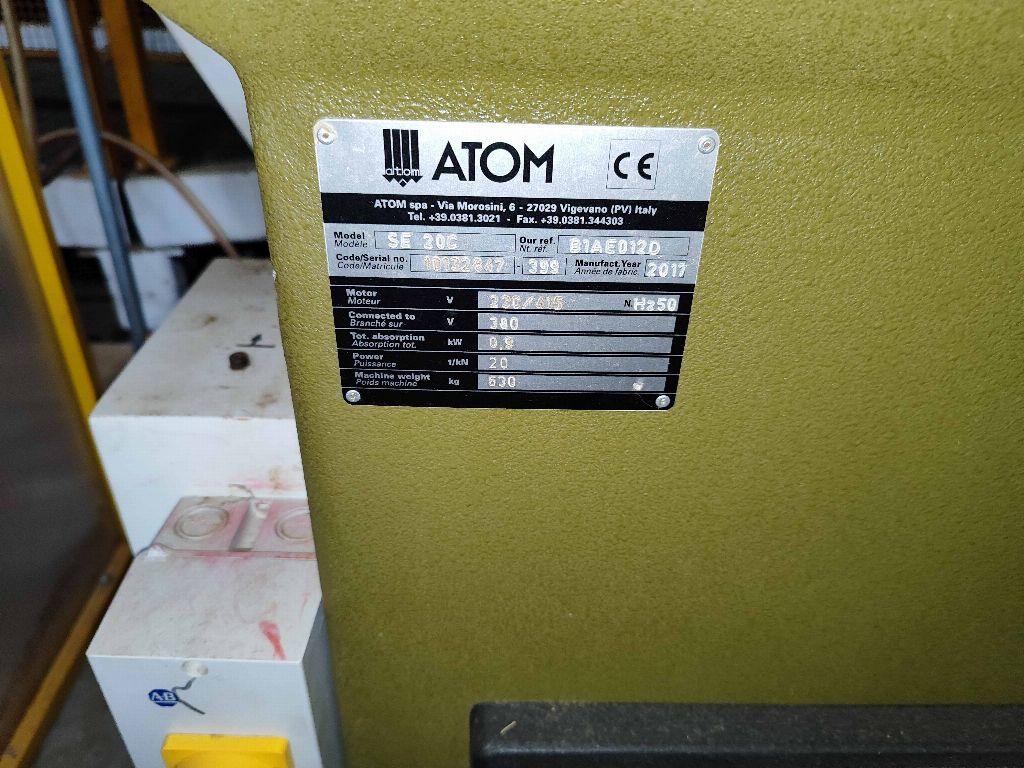 atom ATOM CE
ATOM spa - Via Morosini, 6 - 27029 Vigevano (PV) Italy
Tel. +39.0381.3021 - Fax. +39.0381.344303
Model SE 20C Our ref. B1AE012D
Modèle Nt. réf.
Code/Serial no. - 399 Manufact. Year 2017
Code/Matricule Année de fabric.
Motor V 230/415 N. Hz50
Moteur
Connected to V 380
Branché sur
Tot. absorption kW 0.9
Absorption tot.
Power t/kN 20
Puissance
Machine weight kg 630
Poids machine
A-B